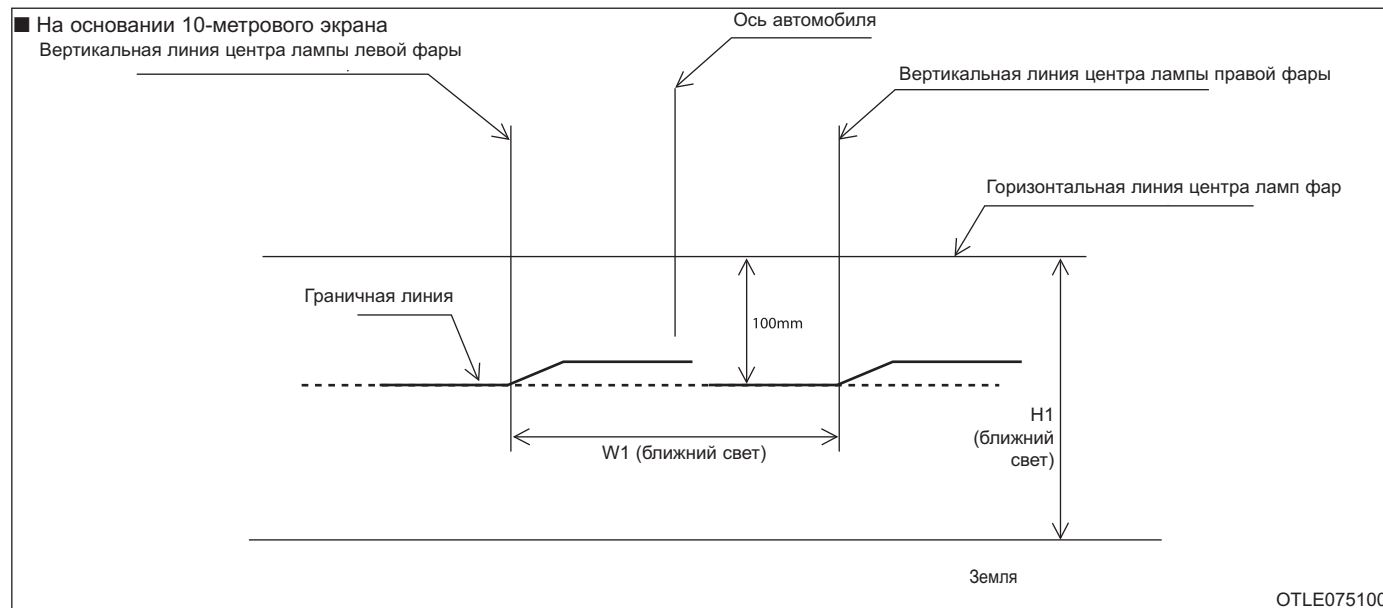 ■ На основании 10-метрового экрана
Ось автомобиля
Вертикальная линия центра лампы левой фары
Вертикальная линия центра лампы правой фары
Горизонтальная линия центра ламп фар
Граничная линия
100mm
H1
(ближний
свет)
W1 (ближний свет)
Земля
OTLE075100